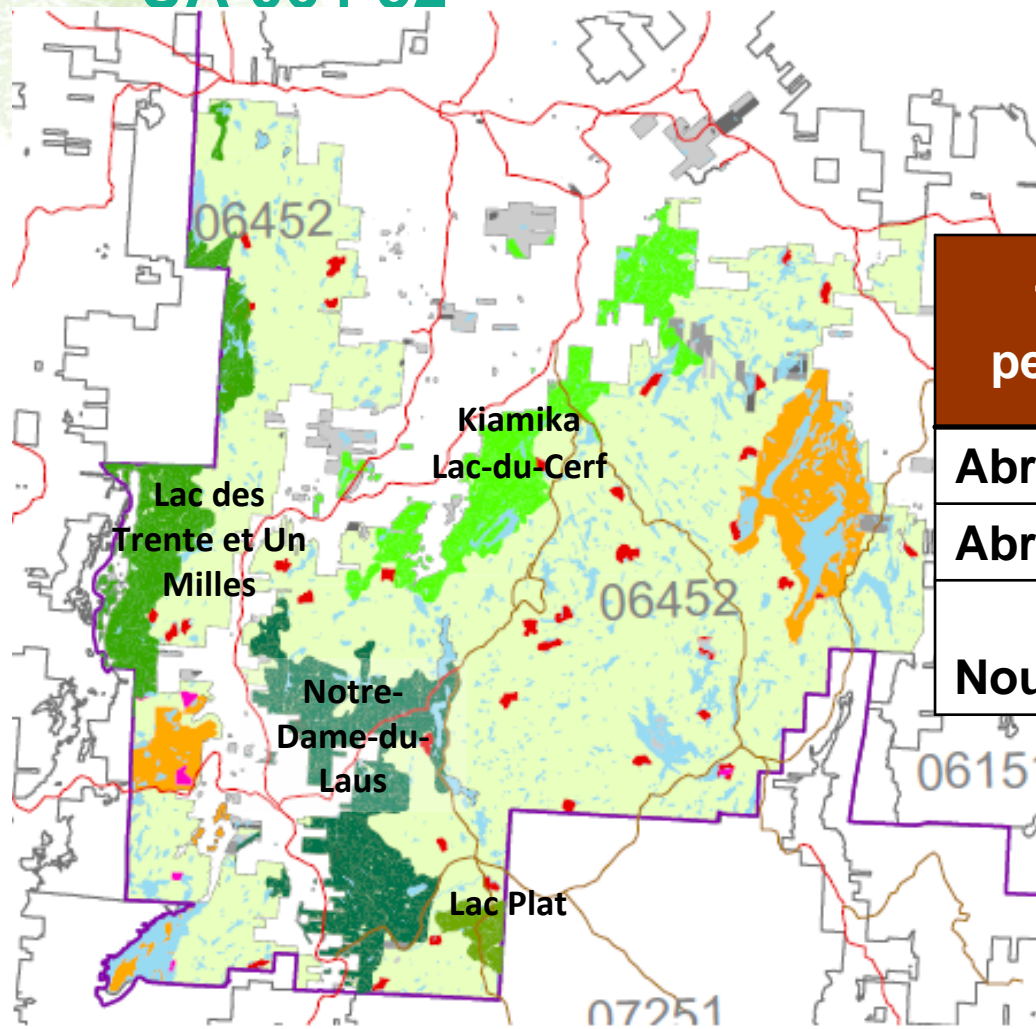 06452
Kiamika
Lac-du-Cerf
Lac des
Trente et Un
Milles
06452
Notre-
Dame-du-
Laus
Lac Plat
07251
06151
pe
Abr
Abr
Nou